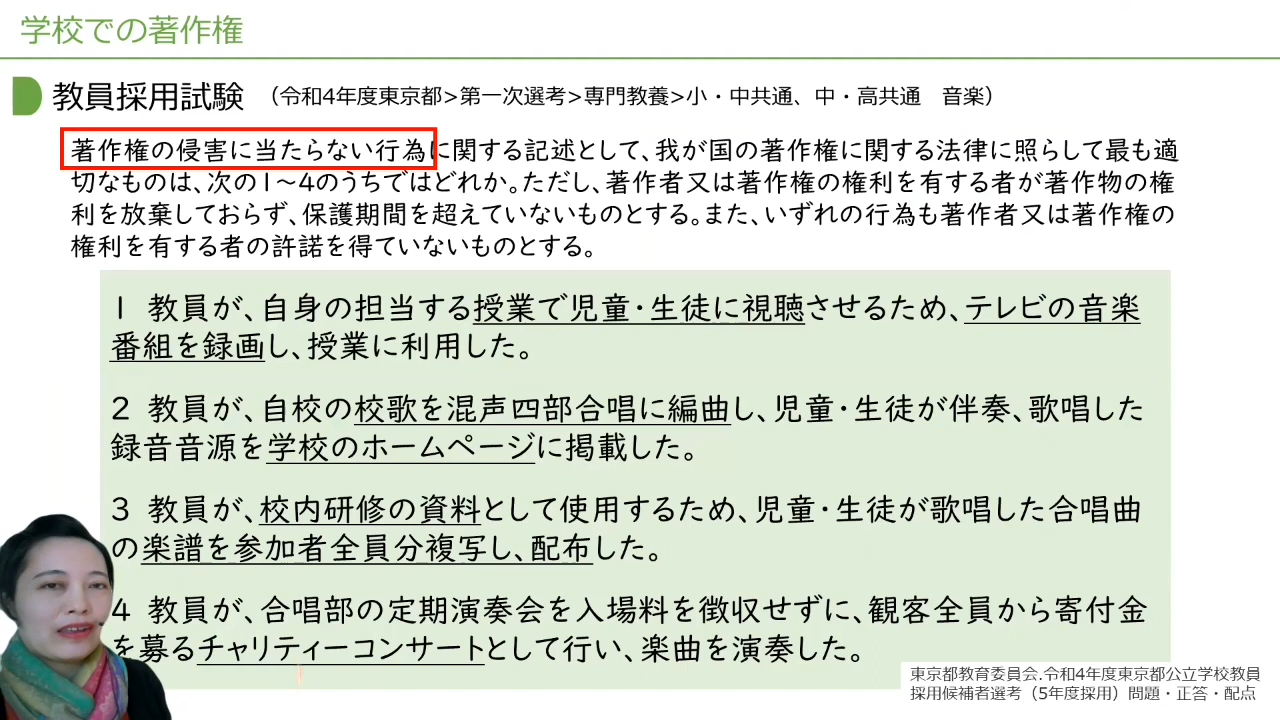 学校での著作権
教員採用試験 （令和4年度東京都>第一次選考>専門教養>小・中共通、中・高共通　音楽）
著作権の侵害に当たらない行為に関する記述として、我が国の著作権に関する法律に照らして最も適
切なものは、次の1～4のうちではどれか。ただし、著作者又は著作権の権利を有する者が著作物の権
利を放棄しておらず、保護期間を超えていないものとする。また、いずれの行為も著作者又は著作権の
権利を有する者の許諾を得ていないものとする。
1 教員が、自身の担当する授業で児童・生徒に視聴させるため、テレビの音楽
番組を録画し、授業に利用した。
2 教員が、自校の校歌を混声四部合唱に編曲し、児童・生徒が伴奏、歌唱した
録音音源を学校のホームページに掲載した。
3 教員が、校内研修の資料として使用するため、児童・生徒が歌唱した合唱曲
の楽譜を参加者全員分複写し、配布した。
4 教員が、合唱部の定期演奏会を入場料を徴収せずに、観客全員から寄付金
を募るチャリティーコンサートとして行い、楽曲を演奏した。
東京都教育委員会.令和4年度東京都公立学校教員
採用候補者選考（5年度採用）問題・正答・配点